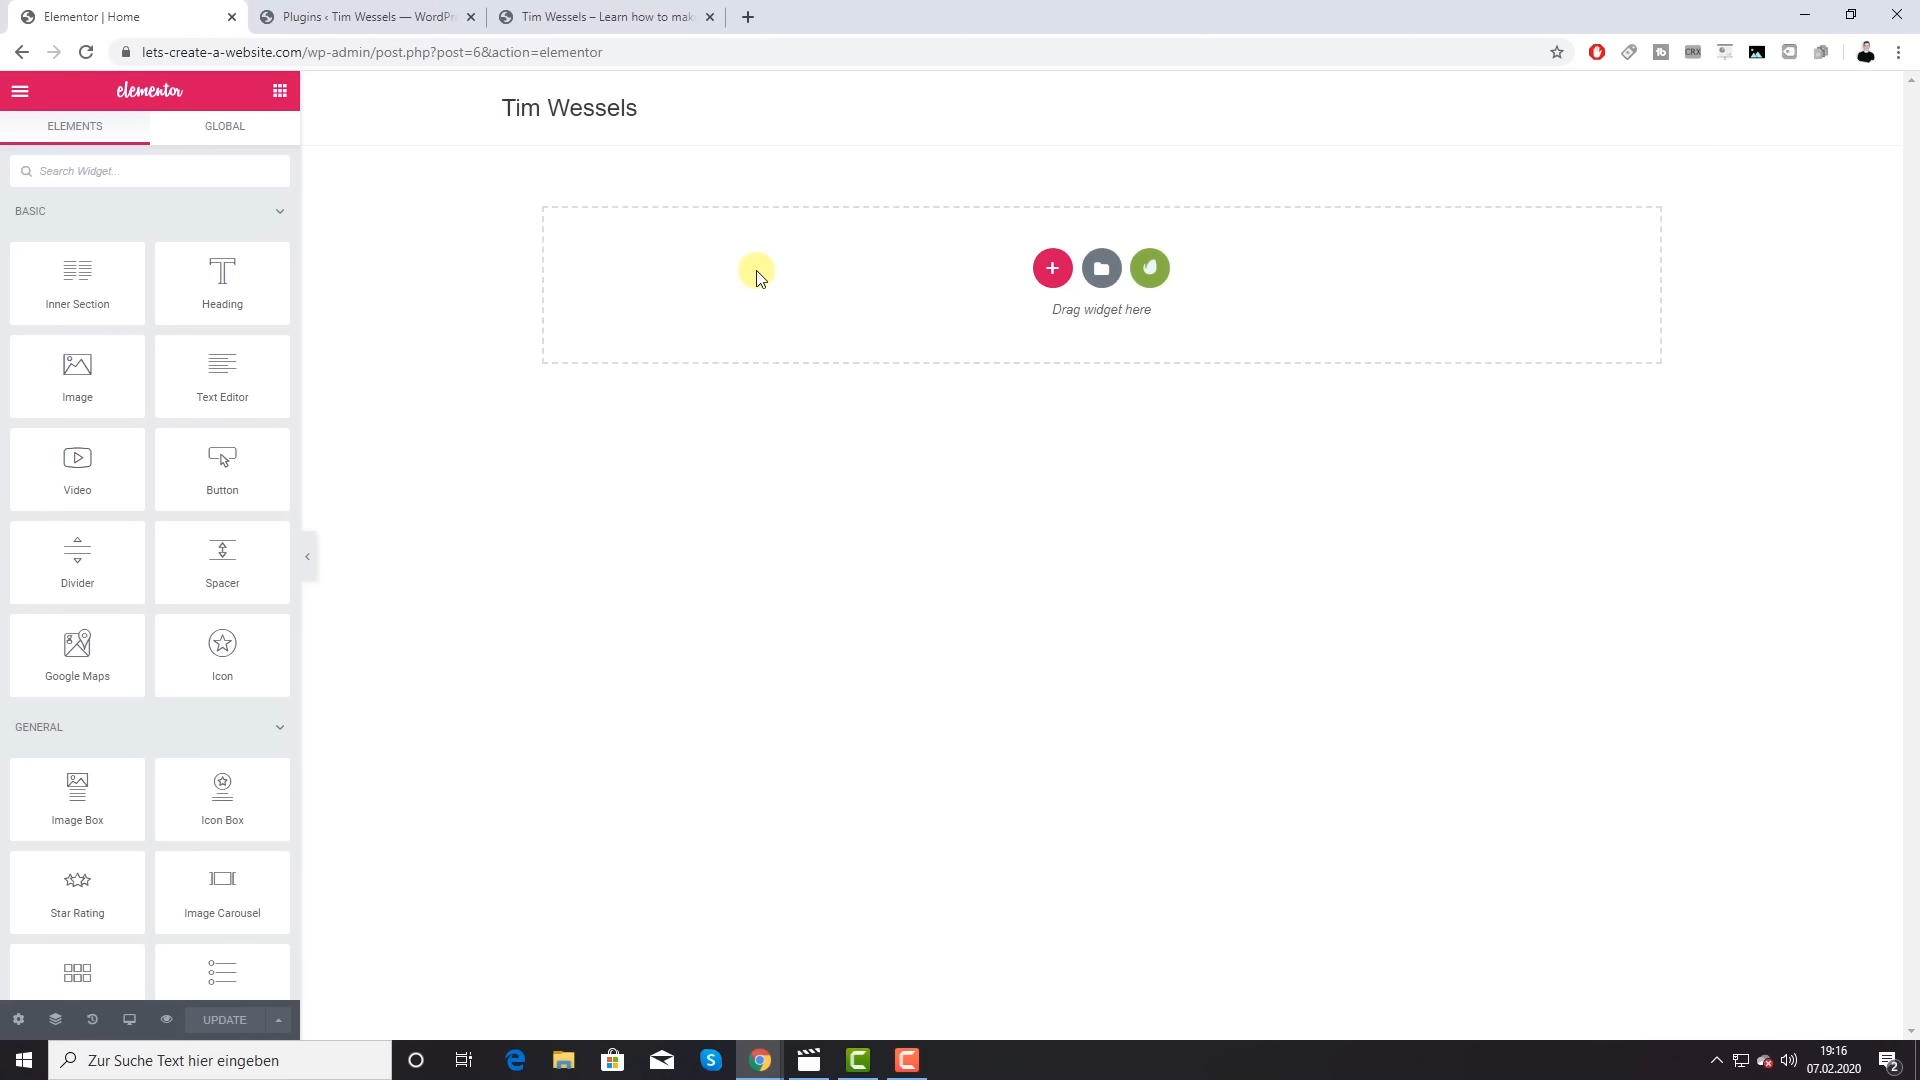 Elementor | Home
Plugins ‹ Tim Wessels — WordPr
Tim Wessels – Learn how to mak
lets-create-a-website.com/wp-admin/post.php?post=6&action=elementor
CRX
elementor
ELEMENTS
GLOBAL
Tim Wessels
Search Widget...
BASIC
Inner Section
Heading
Drag widget here
Image
Text Editor
Video
Button
Divider
Spacer
Google Maps
Icon
GENERAL
Image Box
Icon Box
Star Rating
Image Carousel
UPDATE
Zur Suche Text hier eingeben
19:16
07.02.2020
2